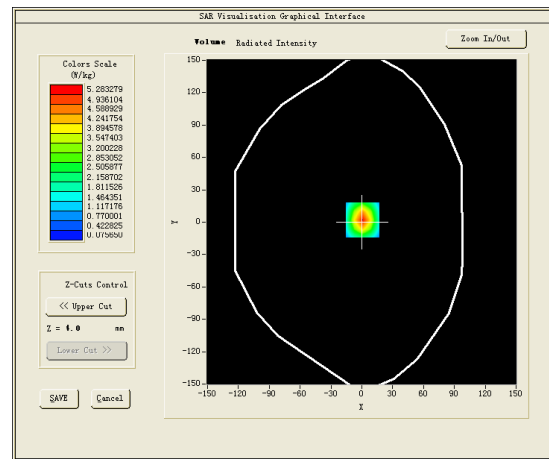 SAR Visualisation Graphical Interface
Volume Radiated Intensity
Zoom In/Out
Colors Scale
(W/kg)
5.283279
4.936104
4.588929
4.241754
3.894578
3.547403
3.200228
2.853052
2.505877
2.158702
1.811526
1.464351
1.117176
0.770001
0.422825
0.075650
Z-Cuts Control
<< Upper Cut
Z = 4.0 mm
Lower Cut >>
SAVE Cancel
150
120
90
60
30
0
-30
-60
-90
-120
-150
Y
-150 -120 -90 -60 -30 0 30 60 90 120 150
X